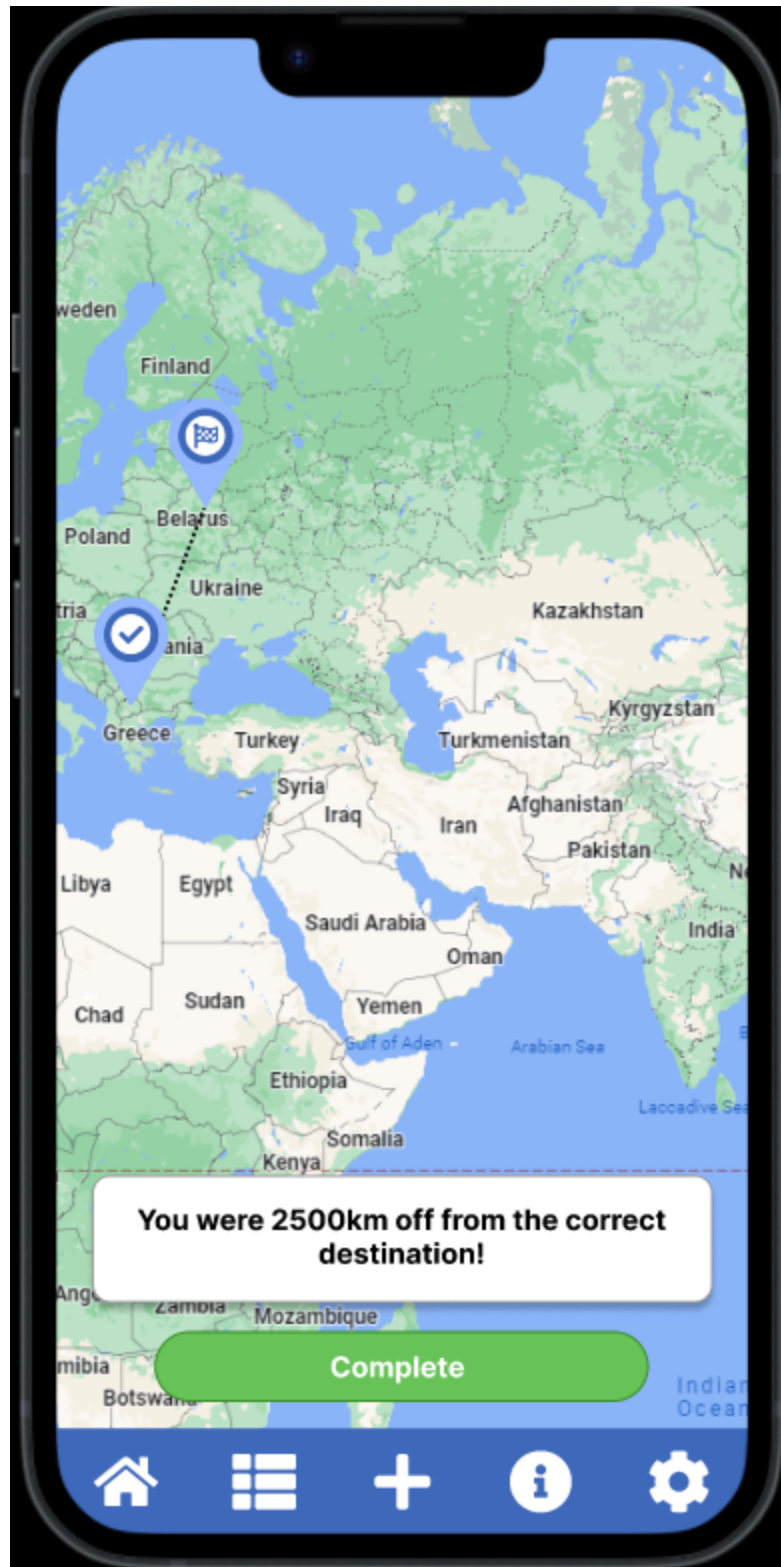 weden
Finland
Belarus
Poland
Ukraine
tria
Kazakhstan
ania
Kyrgyzstan
Greece
Turkey
Turkmenistan
Syria
Afghanistan
Iraq
Iran
Pakistan
Libya
Egypt
Ne
Saudi Arabia
India
Oman
Chad
Sudan
Yemen
Gulf of Aden
Arabian Sea
B
Ethiopia
Laccadive Sea
Somalia
Kenya
You were 2500km off from the correct
destination!
Ang
Zambia
Mozambique
mibia
Complete
Indian
Ocean
Botswana